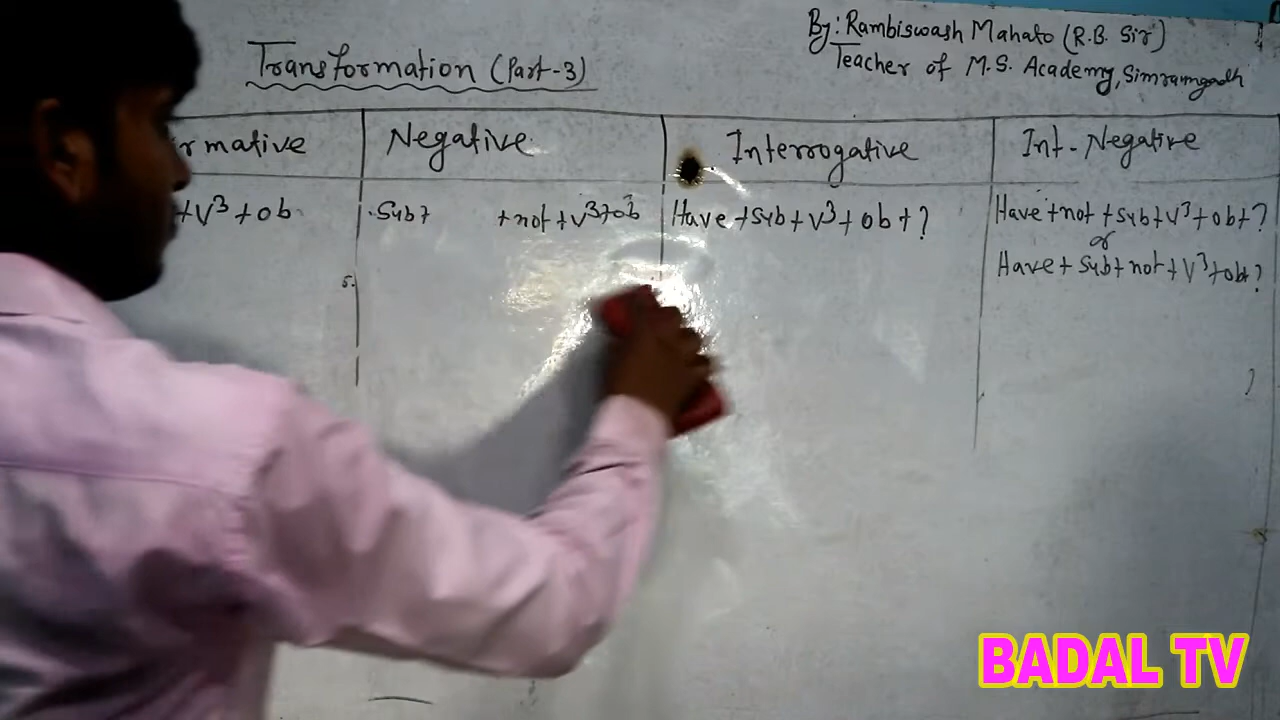 By: Rambiswash Mahato (R.B. Sir)
Teacher of M.S. Academy, Simraungadh
Transformation (Part-3)
rmative
Negative
Interrogative
Int-Negative
+V3+ob
Sub+ +not+V3+ob
Have+Sub+V3+ob+?
Have+not+Sub+V3+ob+?
or
Have+Sub+not+V3+ob+?
5.
?
BADAL TV